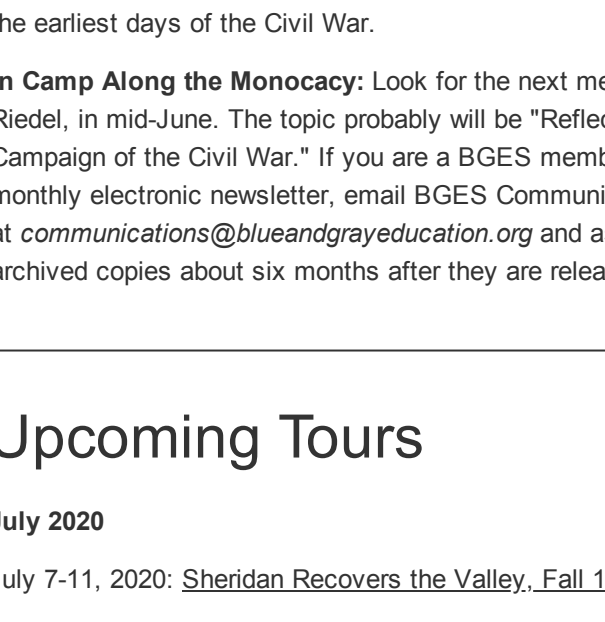 he earliest days of the Civil War.
n Camp Along the Monocacy: Look for the next me
Riedel, in mid-June. The topic probably will be "Reflec
Campaign of the Civil War." If you are a BGES memb
monthly electronic newsletter, email BGES Communi
at communications@blueandgrayeducation.org and a
archived copies about six months after they are relea
Upcoming Tours
July 2020
uly 7-11, 2020: Sheridan Recovers the Valley, Fall 1